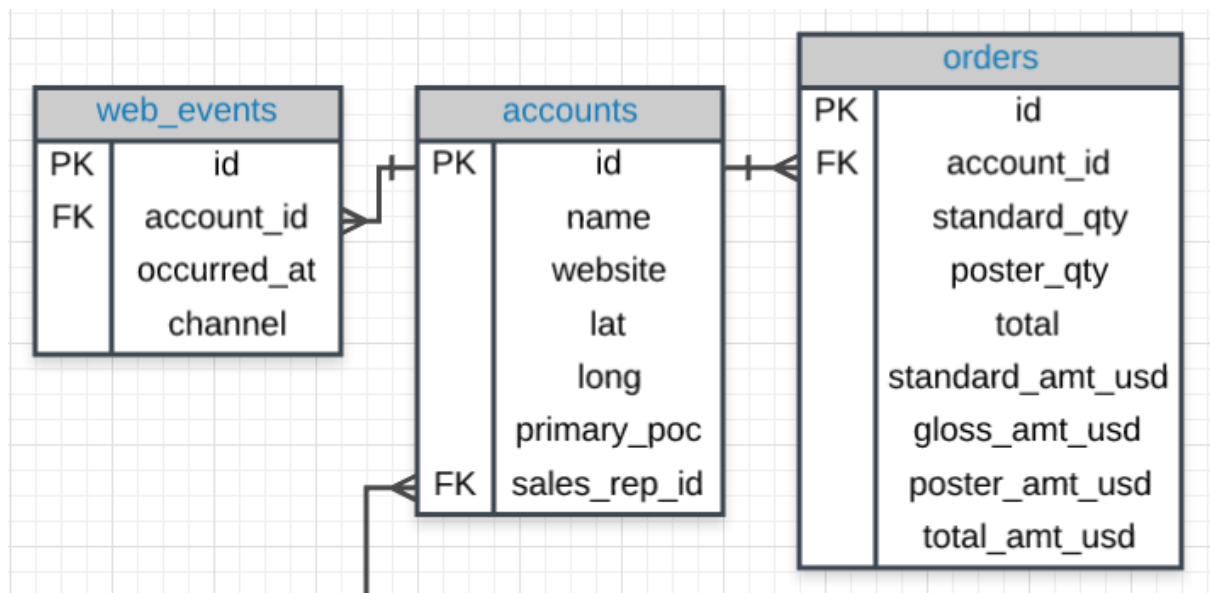 web_events
PK id
FK account_id
occurred_at
channel
accounts
PK id
name
website
lat
long
primary_poc
FK sales_rep_id
orders
PK id
FK account_id
standard_qty
poster_qty
total
standard_amt_usd
gloss_amt_usd
poster_amt_usd
total_amt_usd